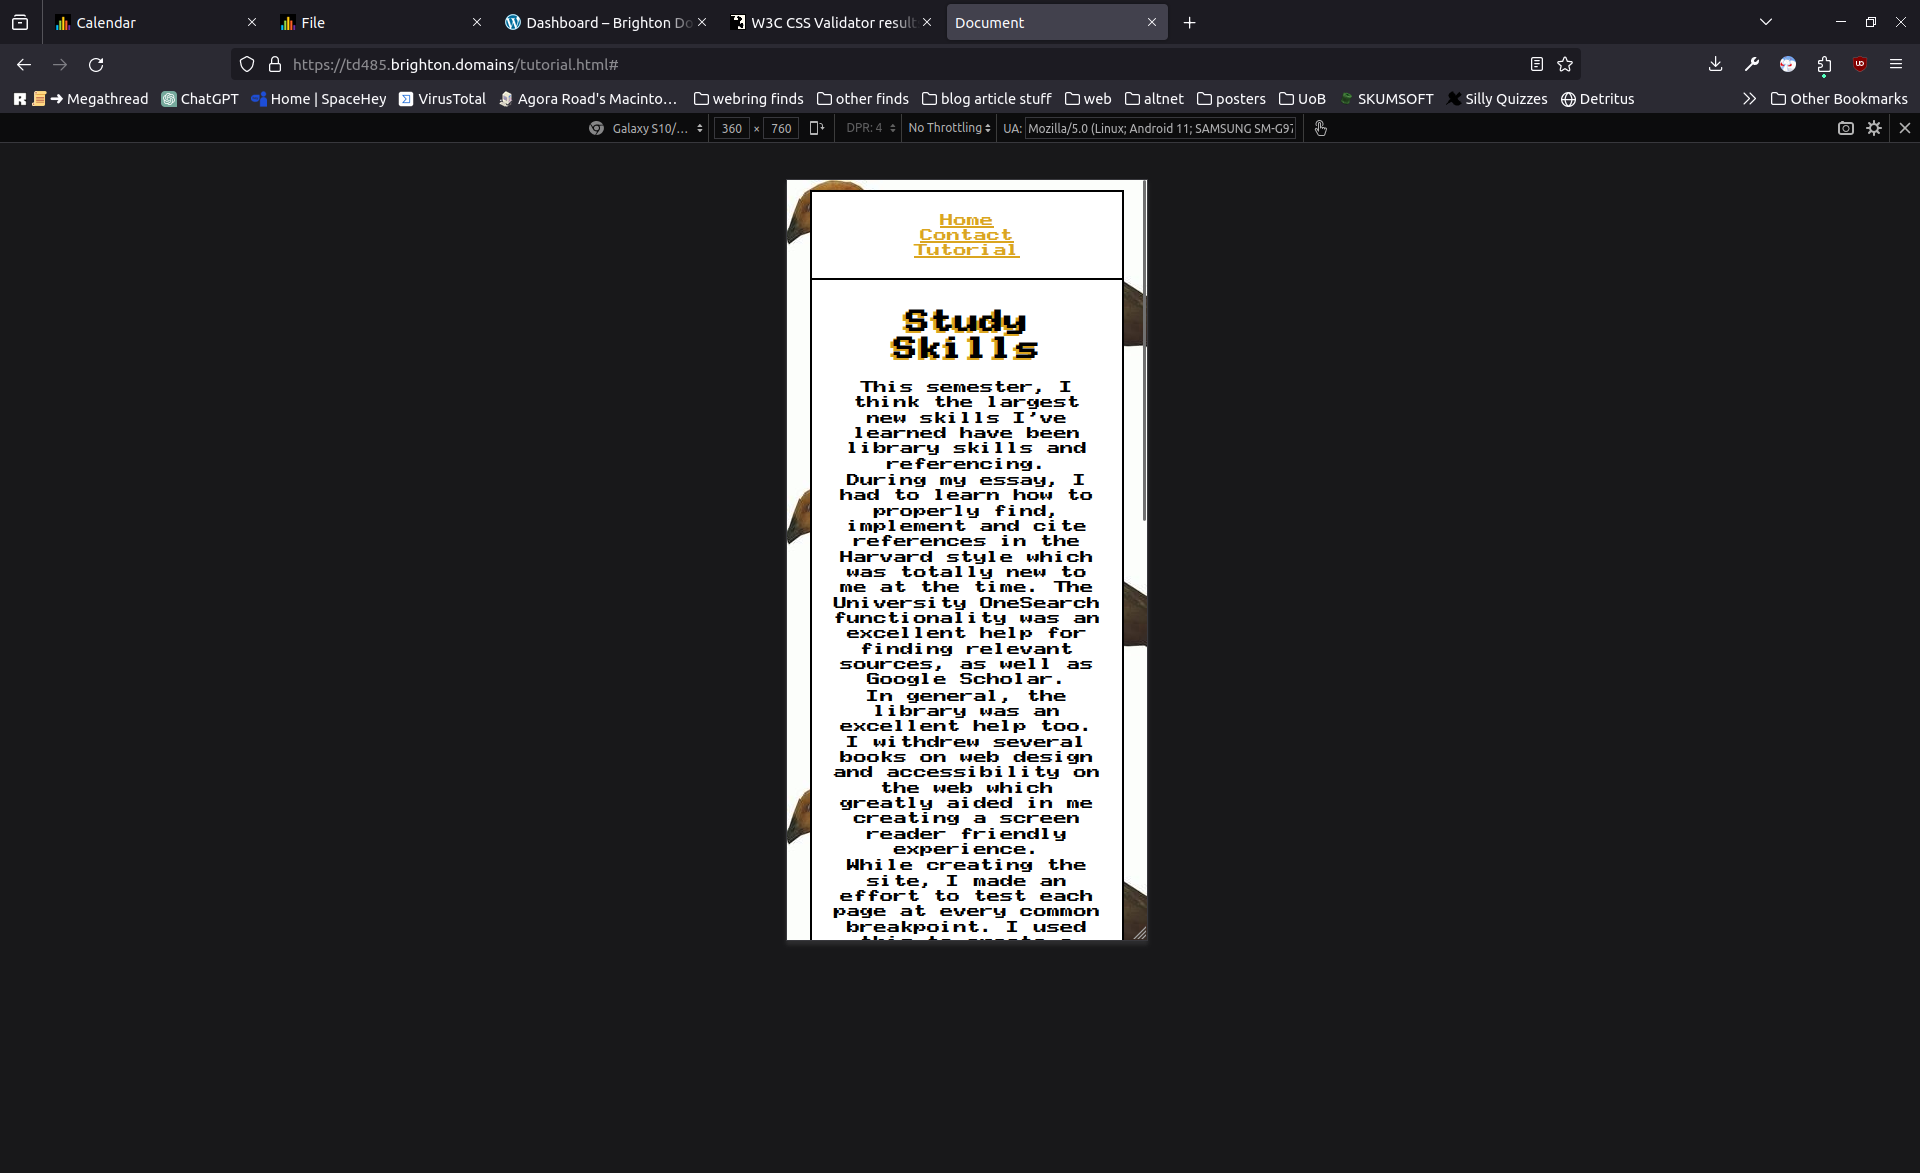 Calendar
File
Dashboard – Brighton Do
W3C CSS Validator result
Document
https://td485.brighton.domains/tutorial.html#
Megathread
ChatGPT
Home | SpaceHey
VirusTotal
Agora Road's Macinto…
webring finds
other finds
blog article stuff
web
altnet
posters
UoB
SKUMSOFT
Silly Quizzes
Detritus
Other Bookmarks
Galaxy S10/...
360 × 760
DPR: 4
No Throttling
UA: Mozilla/5.0 (Linux; Android 11; SAMSUNG SM-G97
Home
Contact
Tutorial
Study
Skills
This semester, I
think the largest
new skills I've
learned have been
library skills and
referencing.
During my essay, I
had to learn how to
properly find,
implement and cite
references in the
Harvard style which
was totally new to
me at the time. The
University OneSearch
functionality was an
excellent help for
finding relevant
sources, as well as
Google Scholar.
In general, the
library was an
excellent help too.
I withdrew several
books on web design
and accessibility on
the web which
greatly aided in me
creating a screen
reader friendly
experience.
While creating the
site, I made an
effort to test each
page at every common
breakpoint. I used